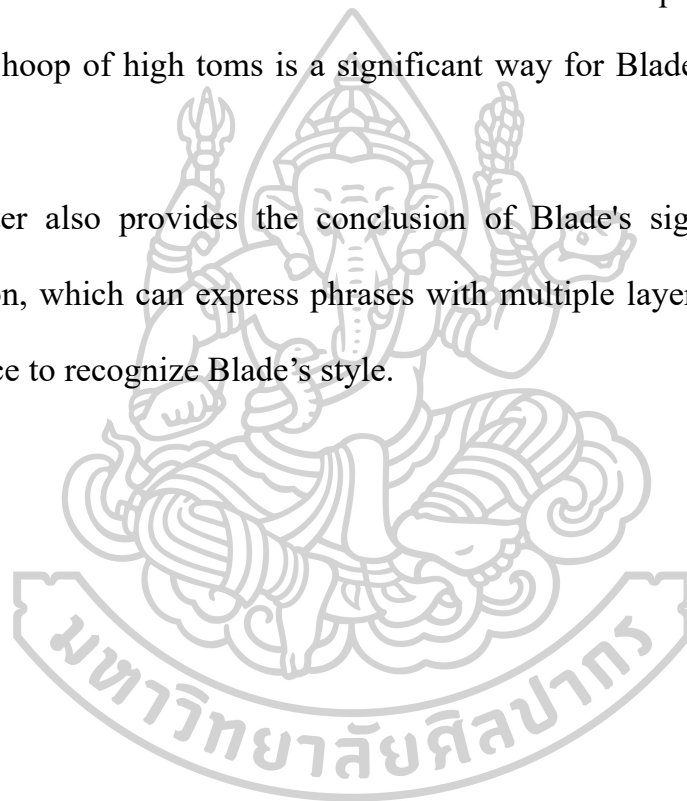 hoop of high toms is a significant way for Blade
er also provides the conclusion of Blade's sig
on, which can express phrases with multiple layer
ce to recognize Blade’s style.
มหาวิทยาลัยศิลปากร